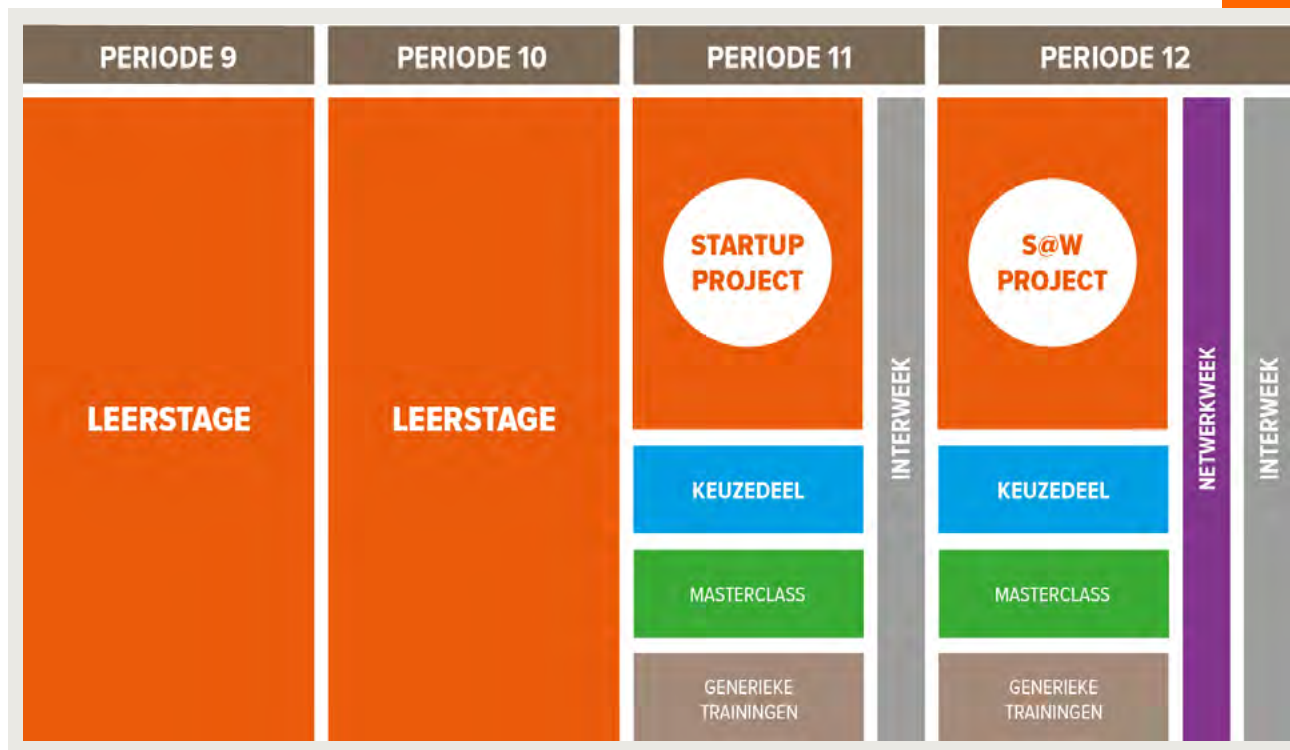 PERIODE 9
PERIODE 10
PERIODE 11
PERIODE 12
LEERSTAGE
LEERSTAGE
STARTUP
PROJECT
KEUZEDEEL
MASTERCLASS
GENERIEKE
TRAININGEN
INTERWEEK
S@W
PROJECT
KEUZEDEEL
MASTERCLASS
GENERIEKE
TRAININGEN
NETWERKWEEK
INTERWEEK